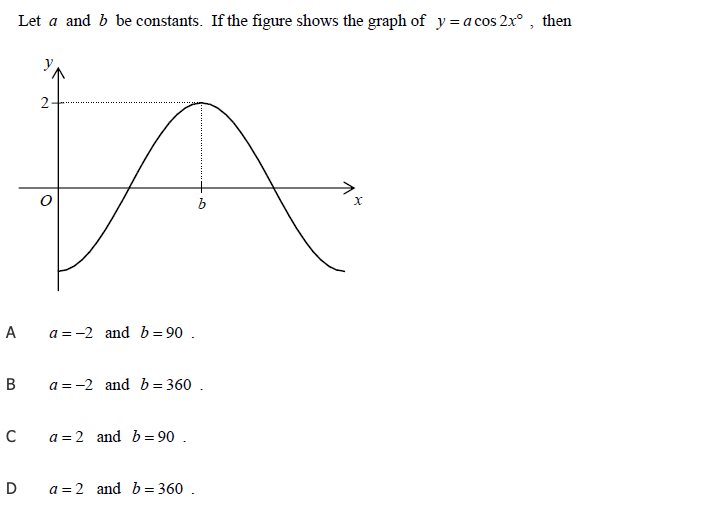 Let a and b be constants. If the figure shows the graph of y = a cos 2x° , then
y
2
O
b
x
A a = −2 and b = 90 .
B a = −2 and b = 360 .
C a = 2 and b = 90 .
D a = 2 and b = 360 .